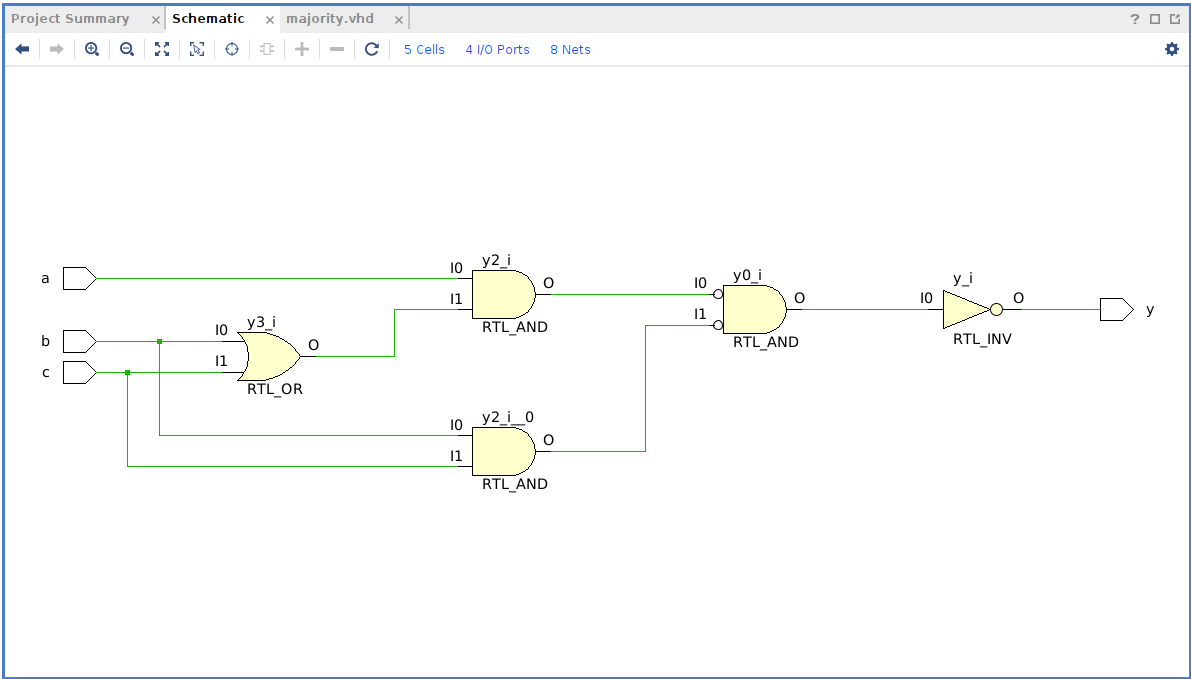 Project Summary
Schematic
majority.vhd
?
5 Cells
4 I/O Ports
8 Nets
a
b
c
I0
I1
y3_i
O
RTL_OR
I0
I1
y2_i
O
RTL_AND
I0
I1
y2_i__0
O
RTL_AND
I0
I1
y0_i
O
RTL_AND
I0
y_i
O
RTL_INV
y